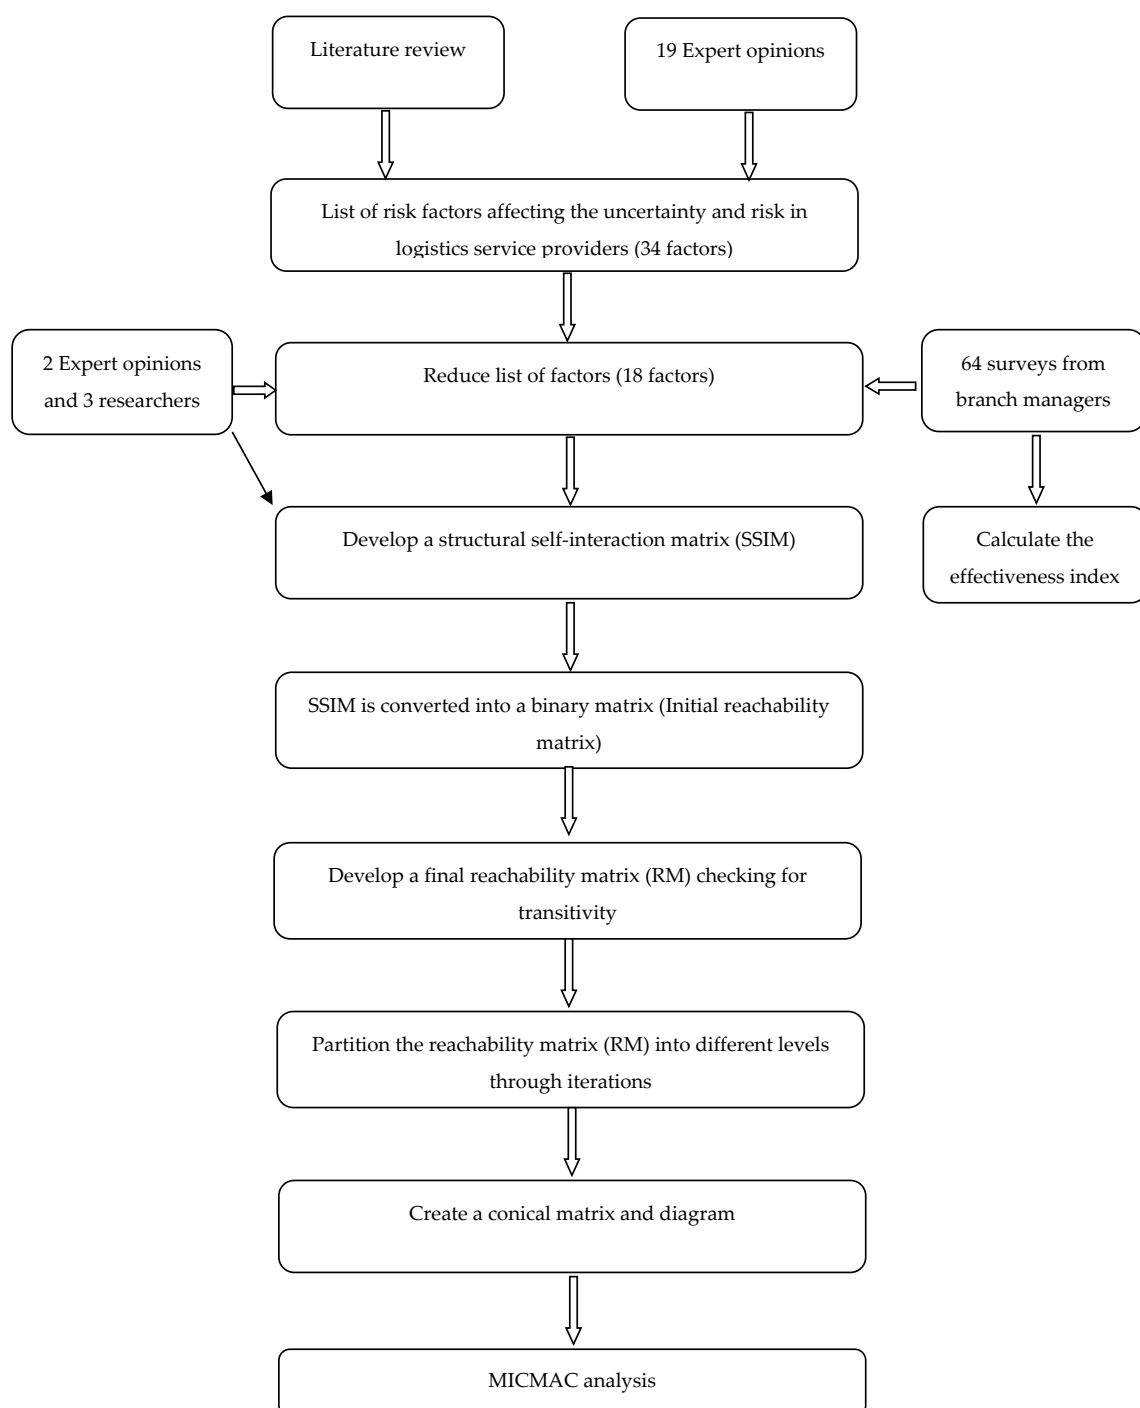 Literature review
19 Expert opinions
List of risk factors affecting the uncertainty and risk in
logistics service providers (34 factors)
2 Expert opinions
and 3 researchers
Reduce list of factors (18 factors)
64 surveys from
branch managers
Develop a structural self-interaction matrix (SSIM)
Calculate the
effectiveness index
SSIM is converted into a binary matrix (Initial reachability
matrix)
Develop a final reachability matrix (RM) checking for
transitivity
Partition the reachability matrix (RM) into different levels
through iterations
Create a conical matrix and diagram
MICMAC analysis